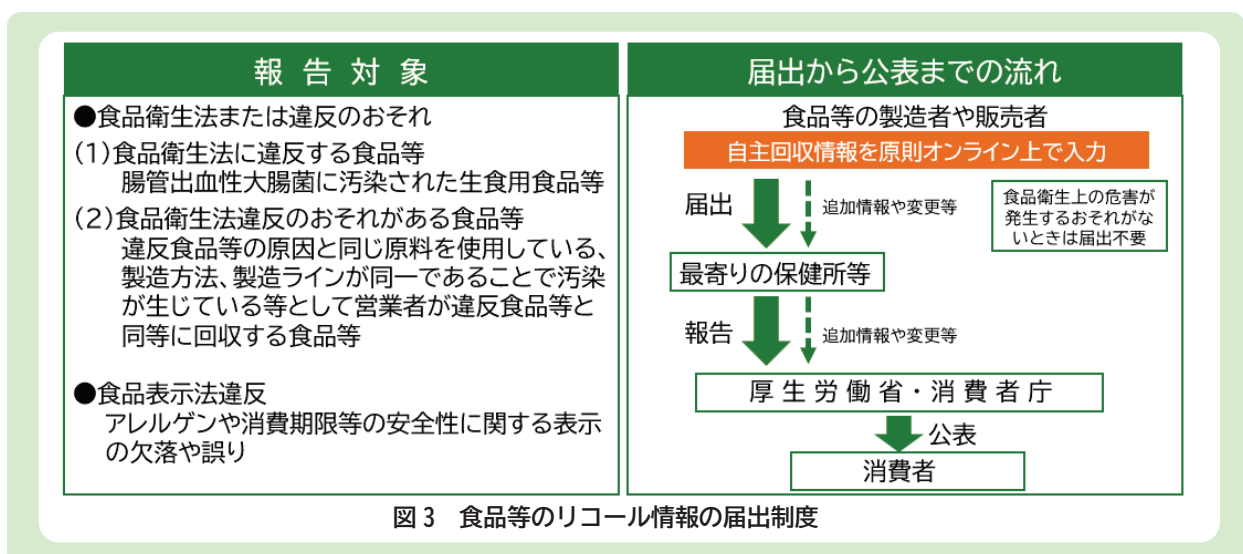 報告対象
●食品衛生法または違反のおそれ
(1)食品衛生法に違反する食品等
腸管出血性大腸菌に汚染された生食用食品等
(2)食品衛生法違反のおそれがある食品等
違反食品等の原因と同じ原料を使用している、
製造方法、製造ラインが同一であることで汚染
が生じている等として営業者が違反食品等と
同等に回収する食品等
●食品表示法違反
アレルゲンや消費期限等の安全性に関する表示
の欠落や誤り
届出から公表までの流れ
食品等の製造者や販売者
自主回収情報を原則オンライン上で入力
届出
追加情報や変更等
食品衛生上の危害が
発生するおそれがな
いときは届出不要
最寄りの保健所等
報告
追加情報や変更等
厚生労働省・消費者庁
公表
消費者
図3 食品等のリコール情報の届出制度